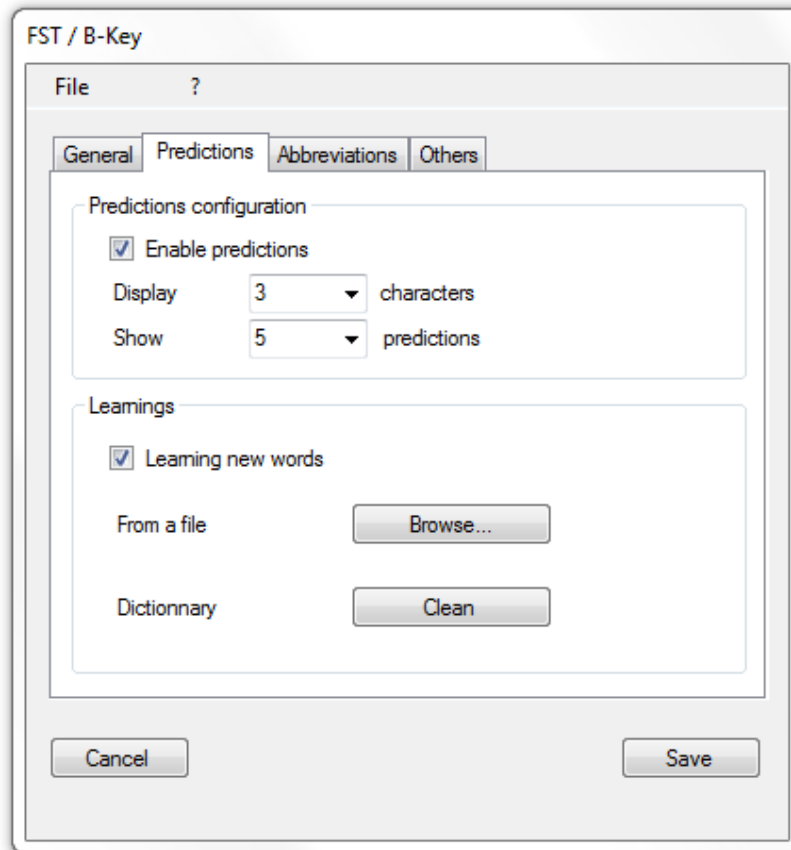 FST / B-Key
File ?
General Predictions Abbreviations Others
Predictions configuration
Enable predictions
Display 3 characters
Show 5 predictions
Learnings
Learning new words
From a file Browse...
Dictionnary Clean
Cancel Save